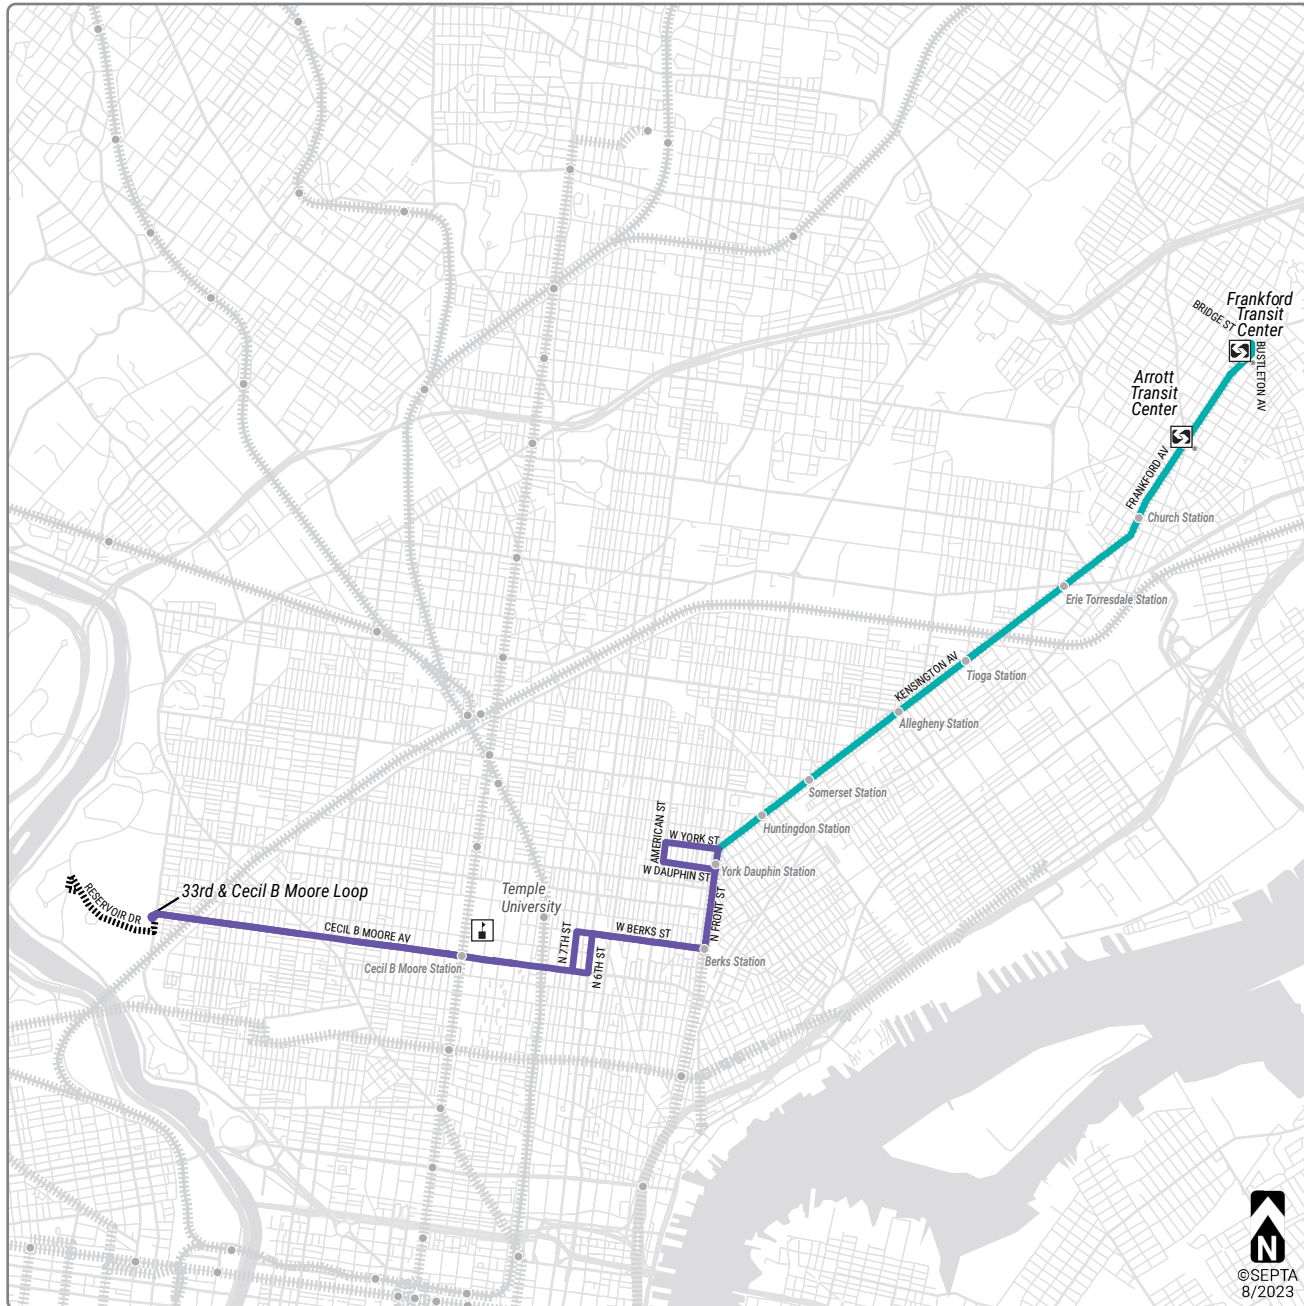 Frankford
Transit
Center
BRIDGE ST
BUSTLETON AV
Arrott
Transit
Center
FRANKFORD AV
Church Station
Erie Torresdale Station
KENSINGTON AV
Tioga Station
Allegheny Station
Somerset Station
Huntingdon Station
AMERICAN ST
W YORK ST
W DAUPHIN ST
York Dauphin Station
33rd & Cecil B Moore Loop
RESERVOIR DR
Temple
University
N FRONT ST
CECIL B MOORE AV
N 7TH ST
W BERKS ST
N 6TH ST
Cecil B Moore Station
Berks Station
N
©SEPTA
8/2023